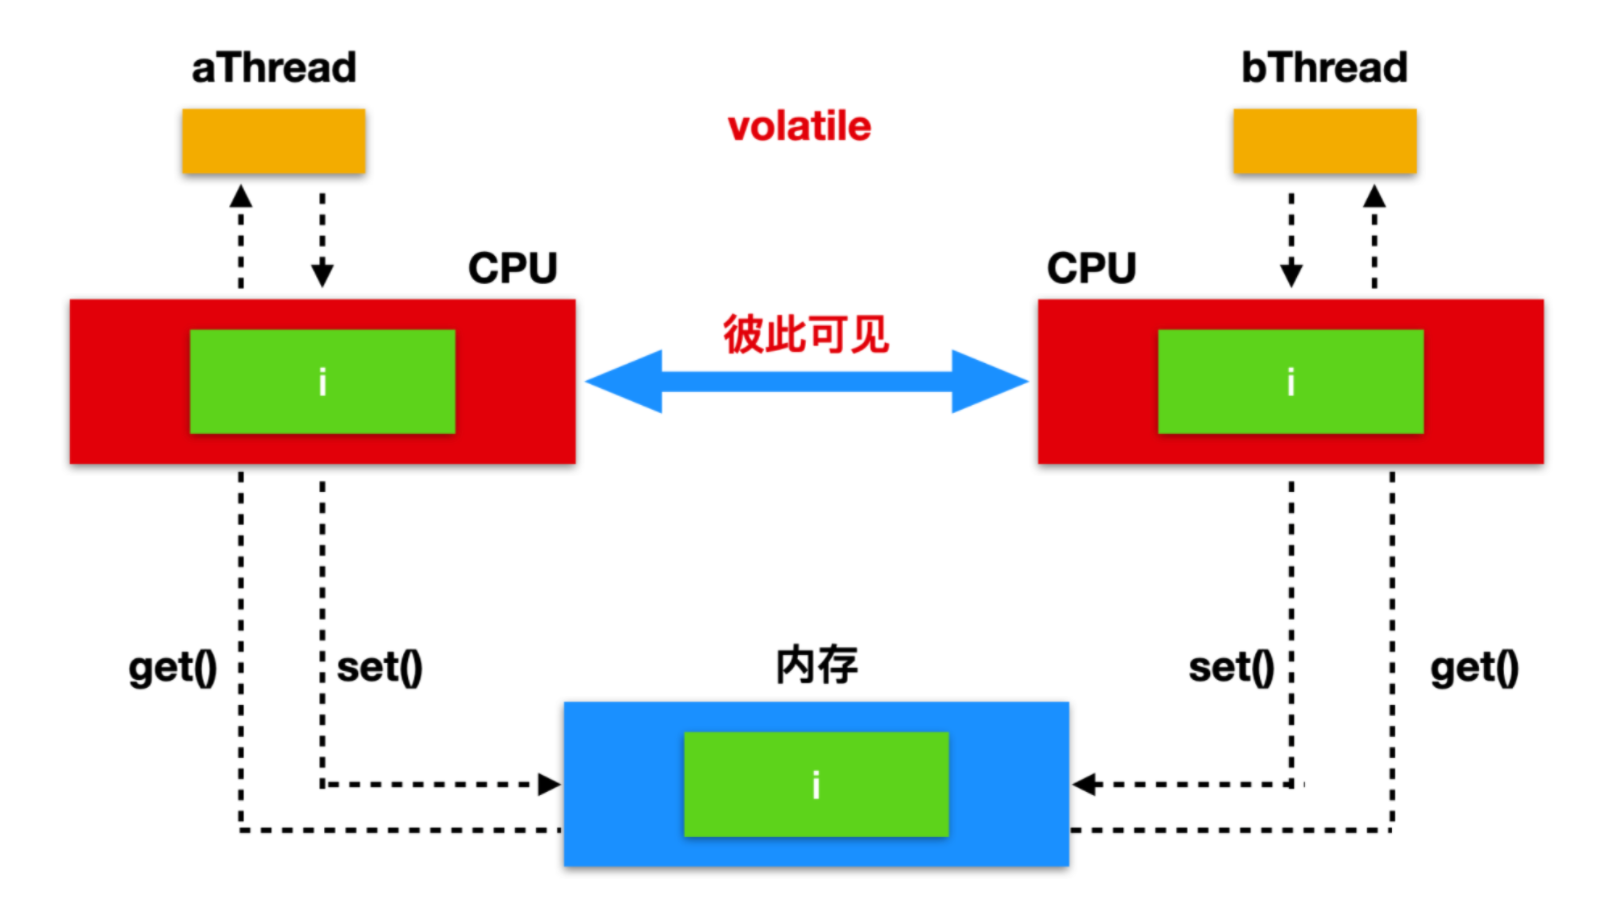 aThread
bThread
volatile
CPU
CPU
彼此可见
i
i
get()
set()
内存
set()
get()
i